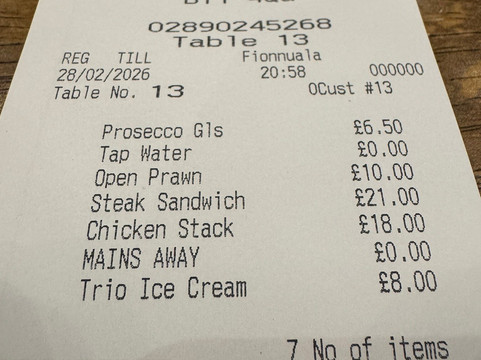 02890245268
Table 13
REG TILL Fionnuala
28/02/2026 20:58 000000
Table No. 13 0Cust #13
Prosecco Gls £6.50
Tap Water £0.00
Open Prawn £10.00
Steak Sandwich £21.00
Chicken Stack £18.00
MAINS AWAY £0.00
Trio Ice Cream £8.00
7 No of items